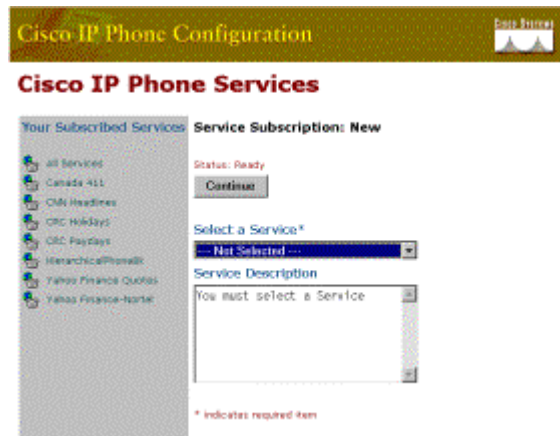 Cisco IP Phone Configuration
Cisco Systems
Cisco IP Phone Services
Your Subscribed Services
All Services
Canada 411
CNN Headlines
CRC Holidays
CRC Paydays
HierarchicalPhoneBk
Yahoo Finance Quotes
Yahoo Finance-Nortel
Service Subscription: New
Status: Ready
Continue
Select a Service*
--- Not Selected ---
Service Description
You must select a Service
* indicates required item